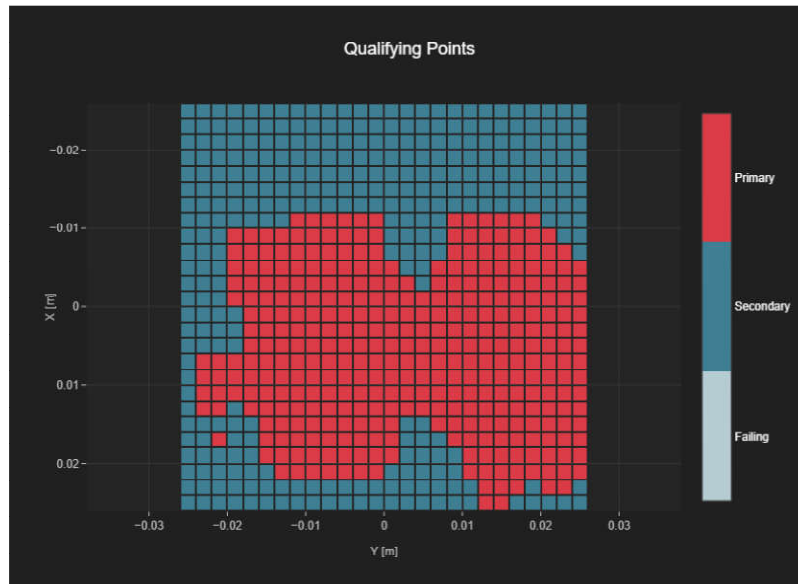 Qualifying Points
−0.02
−0.01
0
0.01
0.02
X [m]
−0.03
−0.02
−0.01
0
0.01
0.02
0.03
Y [m]
Primary
Secondary
Failing